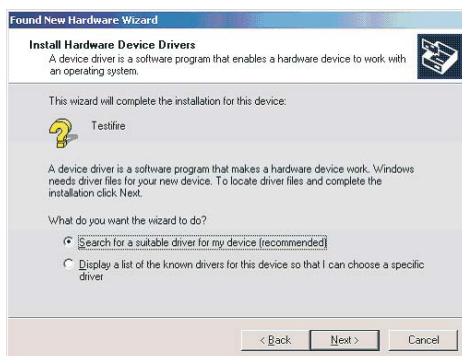 Found New Hardware Wizard
Install Hardware Device Drivers
A device driver is a software program that enables a hardware device to work with
an operating system.
This wizard will complete the installation for this device:
Testifire
A device driver is a software program that makes a hardware device work. Windows
needs driver files for your new device. To locate driver files and complete the
installation click Next.
What do you want the wizard to do?
Search for a suitable driver for my device (recommended)
Display a list of the known drivers for this device so that I can choose a specific
driver
< Back
Next >
Cancel